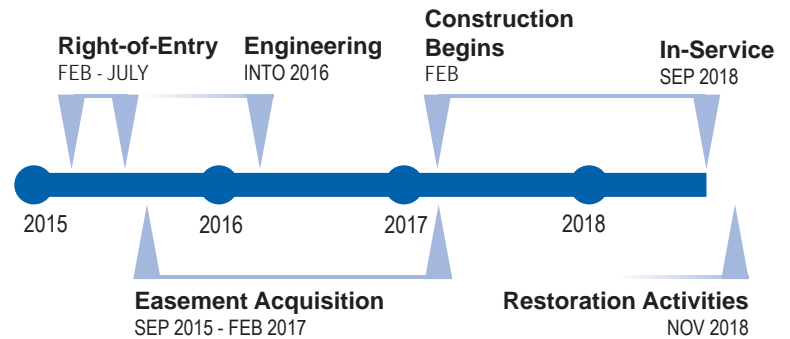 Right-of-Entry
FEB - JULY
Engineering
INTO 2016
Construction
Begins
FEB
In-Service
SEP 2018
2015
2016
2017
2018
Easement Acquisition
SEP 2015 - FEB 2017
Restoration Activities
NOV 2018